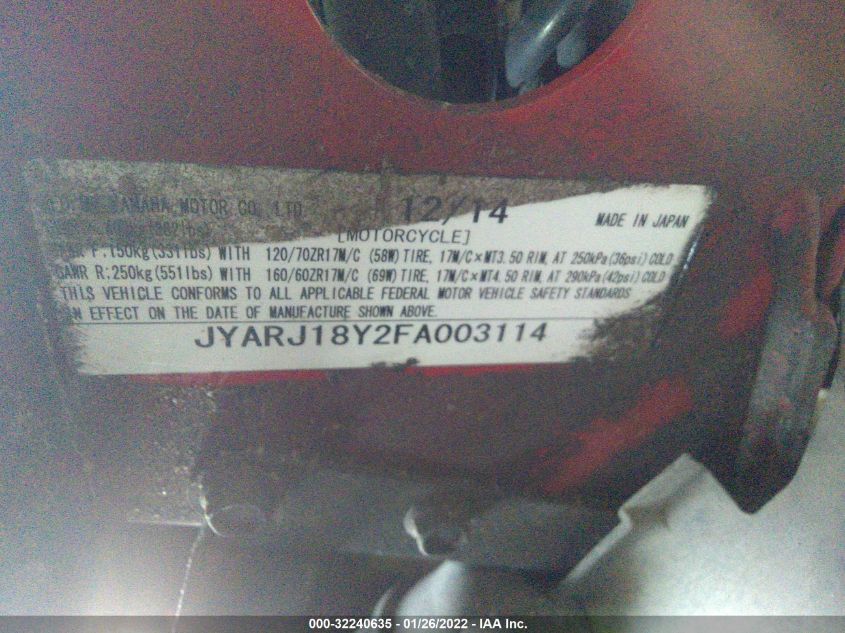 YAMAHA MOTOR CO., LTD. 12/14 MADE IN JAPAN
[MOTORCYCLE]
F:150kg(331lbs) WITH 120/70ZR17M/C (58W) TIRE, 17M/C×MT3.50 RIM, AT 250kPa(36psi) COLD
GAWR R:250kg(551lbs) WITH 160/60ZR17M/C (69W) TIRE, 17M/C×MT4.50 RIM, AT 290kPa(42psi) COLD
THIS VEHICLE CONFORMS TO ALL APPLICABLE FEDERAL MOTOR VEHICLE SAFETY STANDARDS
IN EFFECT ON THE DATE OF MANUFACTURE SHOWN ABOVE.
JYARJ18Y2FA003114
000-32240635 - 01/26/2022 - IAA Inc.